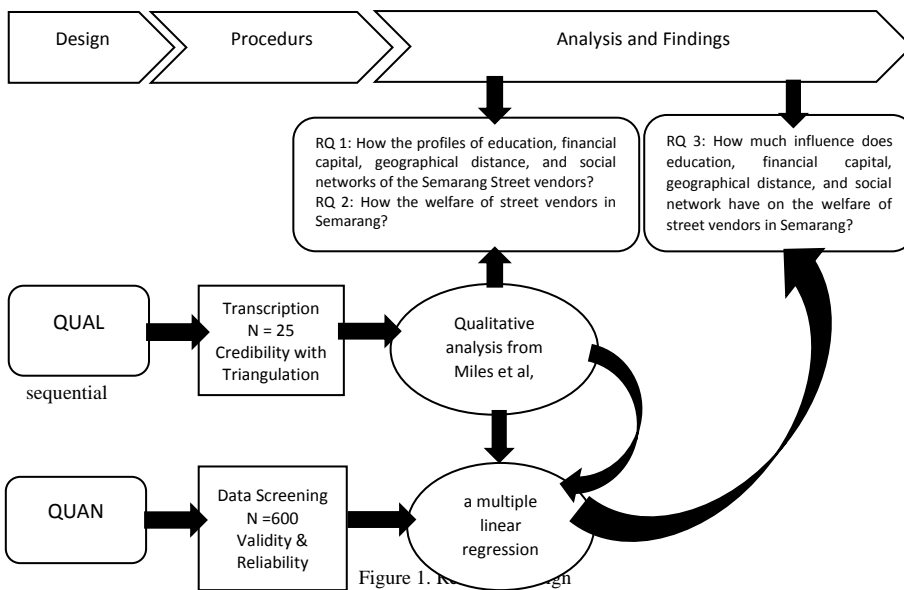 Design
Procedurs
Analysis and Findings
RQ 1: How the profiles of education, financial
capital, geographical distance, and social
networks of the Semarang Street vendors?
RQ 2: How the welfare of street vendors in
Semarang?
RQ 3: How much influence does
education, financial capital,
geographical distance, and social
network have on the welfare of
street vendors in Semarang?
QUAL
sequential
Transcription
N = 25
Credibility with
Triangulation
Qualitative
analysis from
Miles et al,
QUAN
Data Screening
N =600
Validity &
Reliability
a multiple
linear
regression
Figure 1.